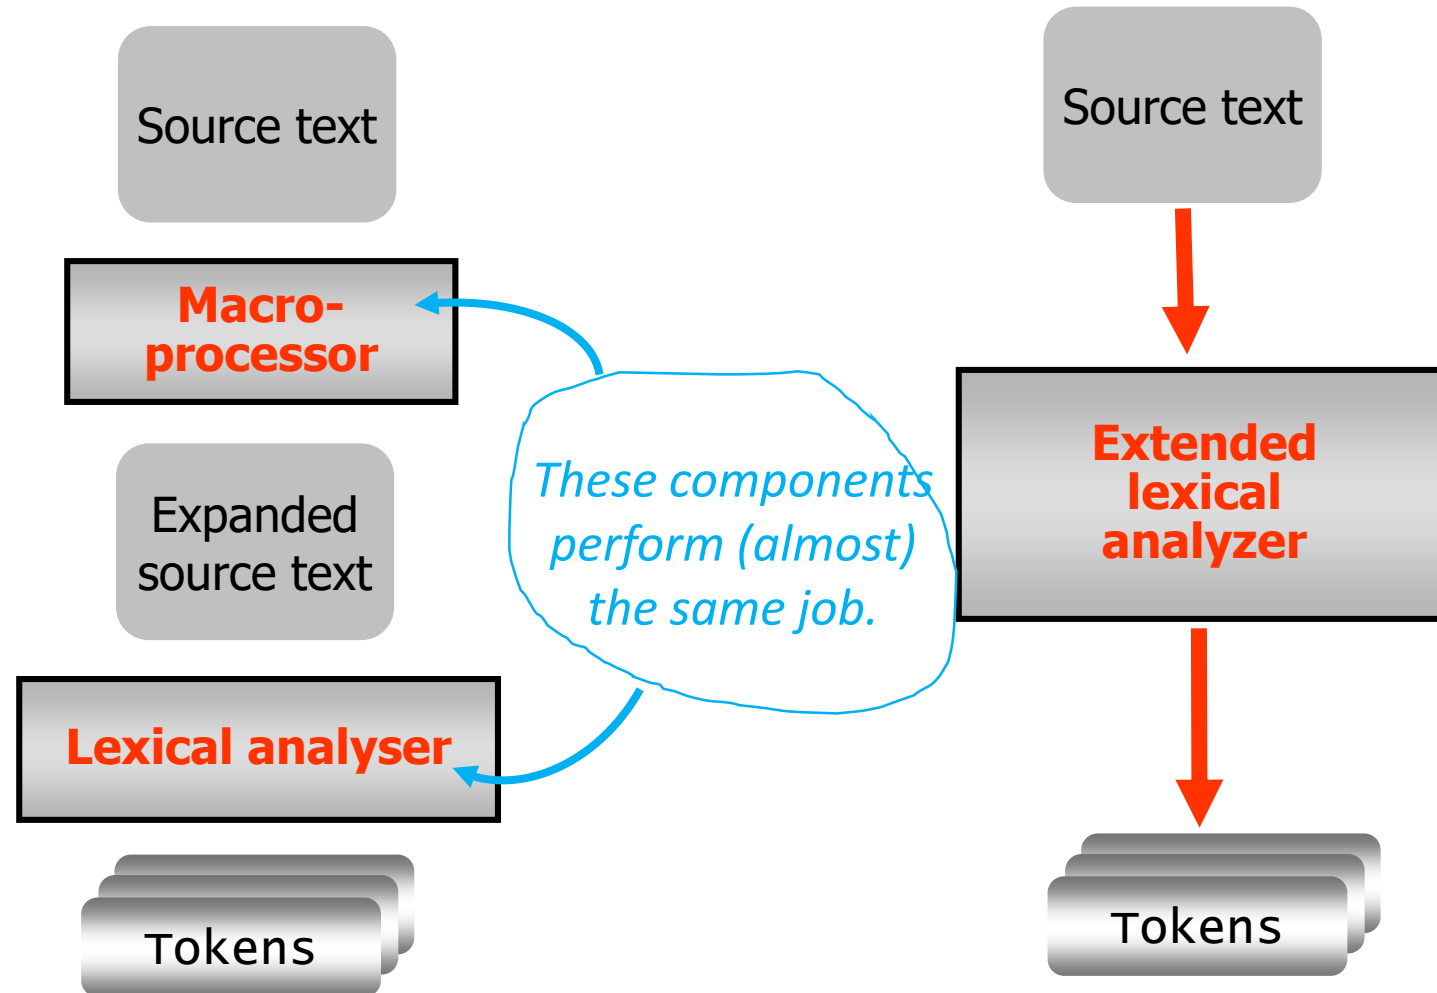 Source text
Macro-
processor
Expanded
source text
Lexical analyser
Tokens
These components
perform (almost)
the same job.
Source text
Extended
lexical
analyzer
Tokens